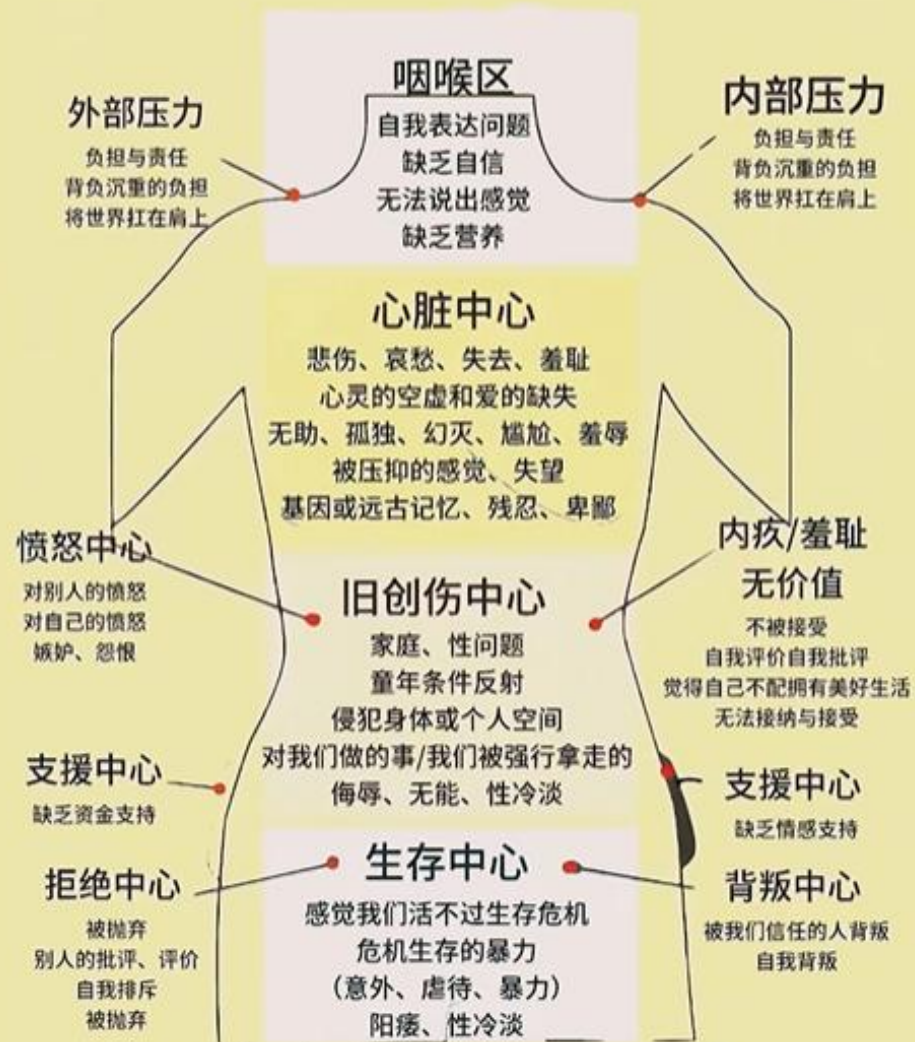 咽喉区
自我表达问题
缺乏自信
无法说出感觉
缺乏营养
外部压力
负担与责任
背负沉重的负担
将世界扛在肩上
内部压力
负担与责任
背负沉重的负担
将世界扛在肩上
心脏中心
悲伤、哀愁、失去、羞耻
心灵的空虚和爱的缺失
无助、孤独、幻灭、尴尬、羞辱
被压抑的感觉、失望
基因或远古记忆、残忍、卑鄙
愤怒中心
对别人的愤怒
对自己的愤怒
嫉妒、怨恨
旧创伤中心
家庭、性问题
童年条件反射
侵犯身体或个人空间
对我们做的事/我们被强行拿走的
侮辱、无能、性冷淡
内疚/羞耻
无价值
不被接受
自我评价自我批评
觉得自己不配拥有美好生活
无法接纳与接受
支援中心
缺乏资金支持
支援中心
缺乏情感支持
拒绝中心
被抛弃
别人的批评、评价
自我排斥
被抛弃
生存中心
感觉我们活不过生存危机
危机生存的暴力
（意外、虐待、暴力）
阳痿、性冷淡
背叛中心
被我们信任的人背叛
自我背叛